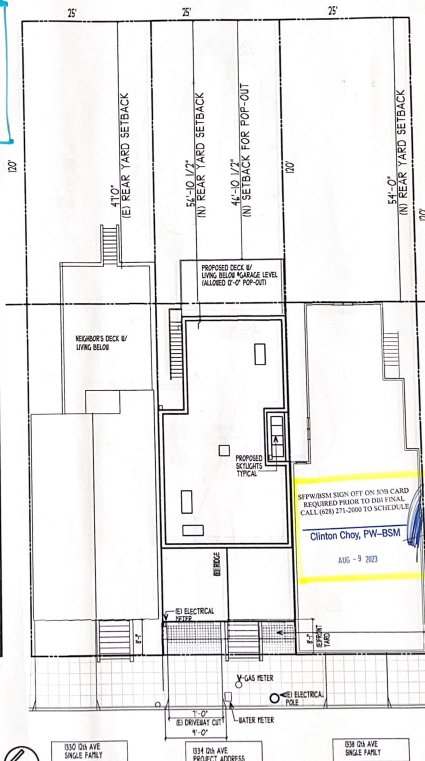 25'
25'
25'
120'
47'0"
(E) REAR YARD SETBACK
56'-10 1/2"
(N) REAR YARD SETBACK
46'-10 1/2"
(N) SETBACK FOR POP-OUT
120'
54'-0"
(N) REAR YARD SETBACK
120'
PROPOSED DECK W/
LIVING BELOW @GARAGE LEVEL
(ALLOWED 12'-0" POP-OUT)
NEIGHBOR'S DECK W/
LIVING BELOW
PROPOSED
SKYLIGHTS
TYPICAL
SFPW/BSM SIGN OFF ON JOB CARD
REQUIRED PRIOR TO DBI FINAL
CALL (628) 271-2000 TO SCHEDULE
Clinton Choy, PW-BSM
AUG - 9 2023
(E) RIDGE
(E) ELECTRICAL
METER
(E)FRONT
YARD
GAS METER
(E) ELECTRICAL
POLE
7'-0"
(E) DRIVEWAY CUT
WATER METER
9'-0"
1330 12th AVE
SINGLE FAMILY
1334 12th AVE
PROJECT ADDRESS
1338 12th AVE
SINGLE FAMILY